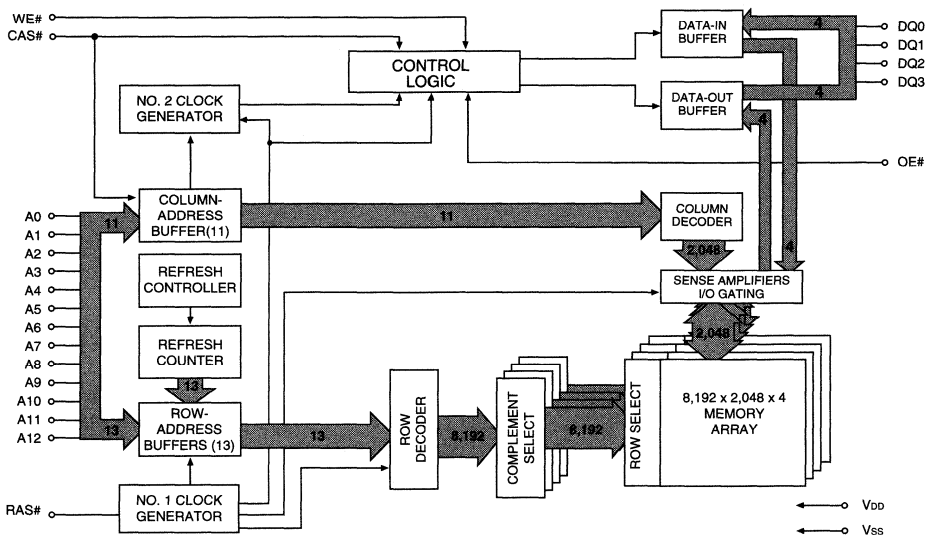 WE#
CAS#
CONTROL
LOGIC
DATA-IN
BUFFER
4
DQ0
DQ1
DQ2
DQ3
NO. 2 CLOCK
GENERATOR
DATA-OUT
BUFFER
4
4
OE#
COLUMN-
ADDRESS
BUFFER(11)
11
11
COLUMN
DECODER
A0
A1
A2
A3
A4
A5
A6
A7
A8
A9
A10
A11
A12
2,048
4
REFRESH
CONTROLLER
SENSE AMPLIFIERS
I/O GATING
REFRESH
COUNTER
2,048
13
ROW-
ADDRESS
BUFFERS (13)
13
13
ROW
DECODER
8,192
COMPLEMENT
SELECT
8,192
ROW SELECT
8,192 x 2,048 x 4
MEMORY
ARRAY
RAS#
NO. 1 CLOCK
GENERATOR
VDD
VSS